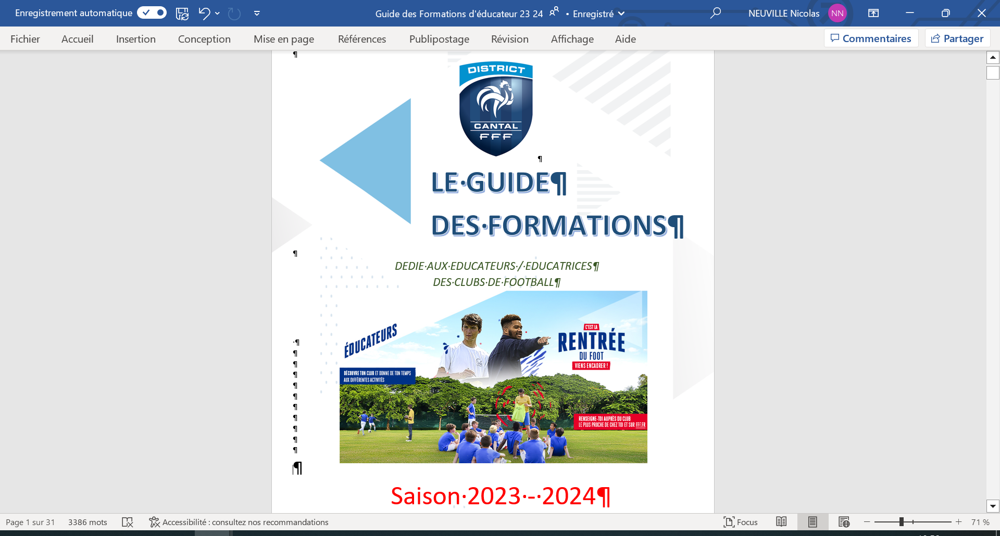 Enregistrement automatique
Guide des Formations d'éducateur 23 24 • Enregistré
NEUVILLE Nicolas NN
Fichier Accueil Insertion Conception Mise en page Références Publipostage Révision Affichage Aide
Commentaires Partager
¶
DISTRICT
CANTAL
FFF
¶
LE·GUIDE¶
DES·FORMATIONS¶
¶
DEDIE·AUX·EDUCATEURS·/·EDUCATRICES¶
DES·CLUBS·DE·FOOTBALL¶
ÉDUCATEURS
C'EST LA
RENTRÉE
DU FOOT
VIENS ENCADRER !
DÉCOUVRE TON CLUB ET DONNE DE TON TEMPS
AUX DIFFÉRENTES ACTIVITÉS
RENSEIGNE-TOI AUPRÈS DU CLUB
LE PLUS PROCHE DE CHEZ TOI ET SUR FFF.FR
·¶
¶
¶
¶
¶
¶
¶
¶
¶
¶
¶
¶
Saison·2023·-·2024¶
Page 1 sur 31 3386 mots Accessibilité : consultez nos recommandations
Focus 71 %